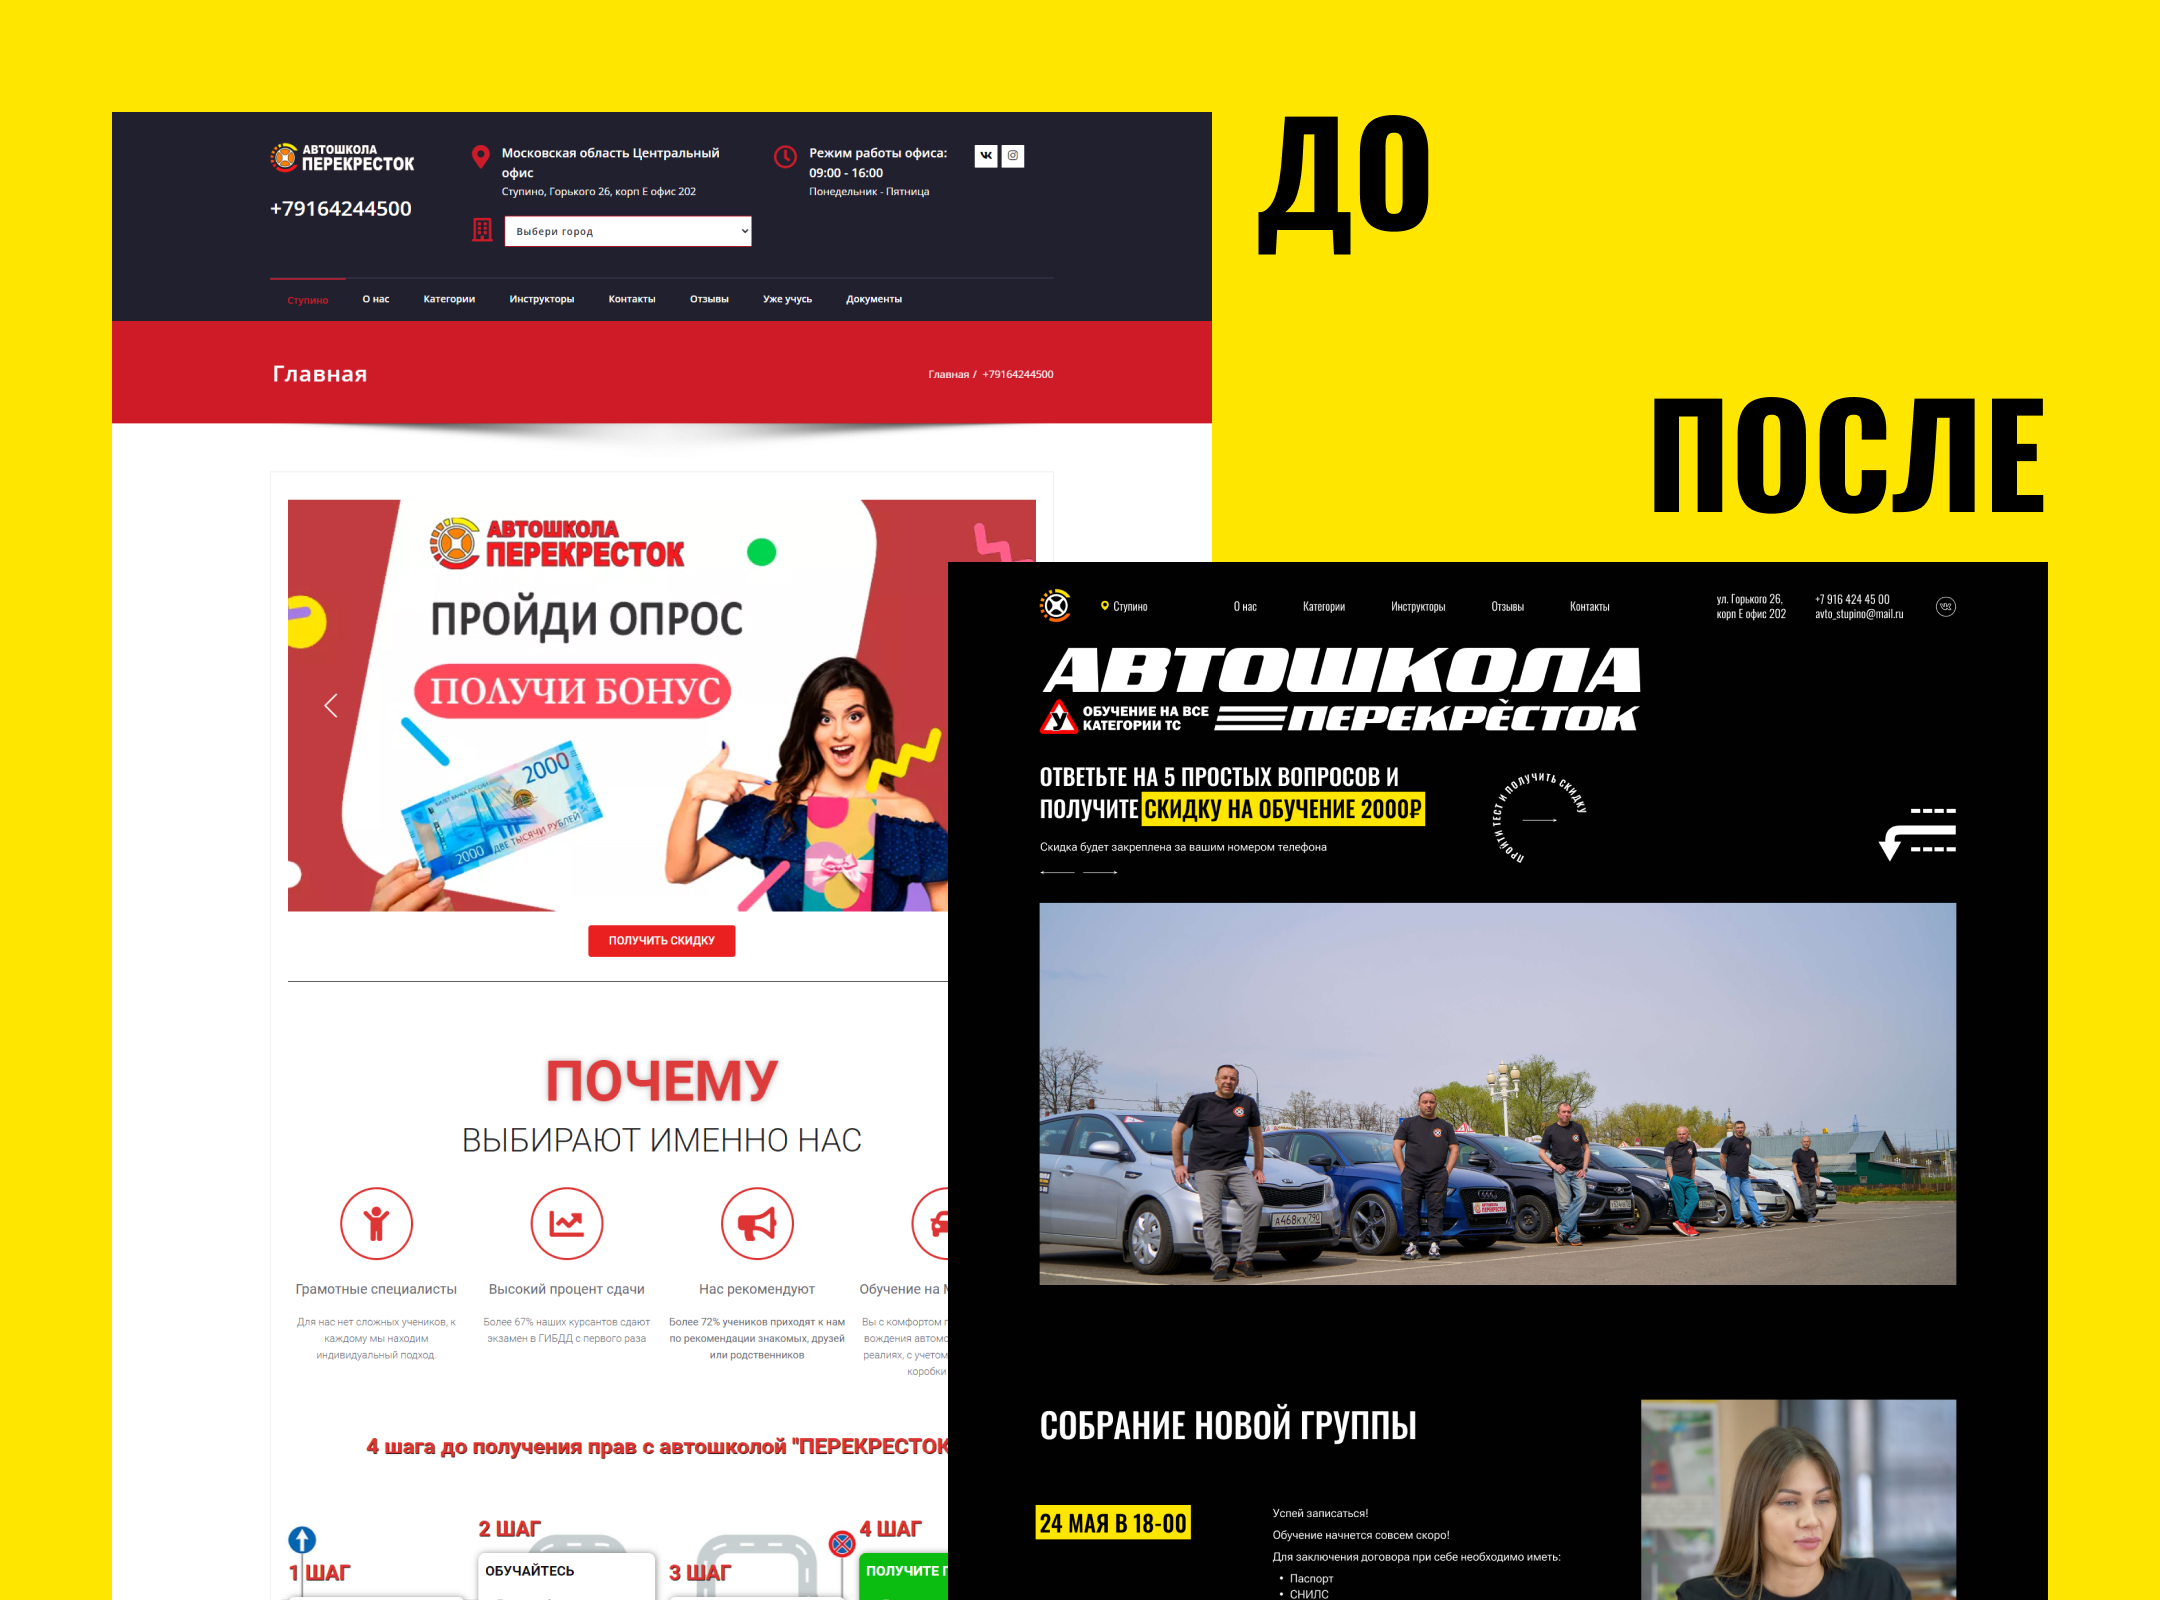 ДО
ПОСЛЕ
АВТОШКОЛА
ПЕРЕКРЕСТОК
+79164244500
Московская область Центральный
офис
Ступино, Горького 26, корп Е офис 202
Выбери город
Режим работы офиса:
09:00 - 16:00
Понедельник - Пятница
Ступино
О нас
Категории
Инструкторы
Контакты
Отзывы
Уже учусь
Документы
Главная
Главная / +79164244500
АВТОШКОЛА
ПЕРЕКРЕСТОК
ПРОЙДИ ОПРОС
ПОЛУЧИ БОНУС
2000
2000 ДВЕ ТЫСЯЧИ РУБЛЕЙ
ПОЛУЧИТЬ СКИДКУ
ПОЧЕМУ
ВЫБИРАЮТ ИМЕННО НАС
Грамотные специалисты
Для нас нет сложных учеников, к
каждому мы находим
индивидуальный подход.
Высокий процент сдачи
Более 67% наших курсантов сдают
экзамен в ГИБДД с первого раза
Нас рекомендуют
Более 72% учеников приходят к нам
по рекомендации знакомых, друзей
или родственников
Обучение на
Вы с комфортом
вождения автомо
реалиях, с учетом
коробки
4 шага до получения прав с автошколой "ПЕРЕКРЕСТОК
1 ШАГ
2 ШАГ
ОБУЧАЙТЕСЬ
3 ШАГ
4 ШАГ
ПОЛУЧИТЕ
Ступино
О нас
Категории
Инструкторы
Отзывы
Контакты
ул. Горького 26,
корп Е офис 202
+7 916 424 45 00
avto_stupino@mail.ru
АВТОШКОЛА
У
ОБУЧЕНИЕ НА ВСЕ
КАТЕГОРИИ ТС
ПЕРЕКРЁСТОК
ОТВЕТЬТЕ НА 5 ПРОСТЫХ ВОПРОСОВ И
ПОЛУЧИТЕ СКИДКУ НА ОБУЧЕНИЕ 2000₽
Скидка будет закреплена за вашим номером телефона
ПРОЙТИ ТЕСТ И ПОЛУЧИТЬ СКИДКУ
А468КХ 790
СОБРАНИЕ НОВОЙ ГРУППЫ
24 МАЯ В 18-00
Успей записаться!
Обучение начнется совсем скоро!
Для заключения договора при себе необходимо иметь:
• Паспорт
• СНИЛС